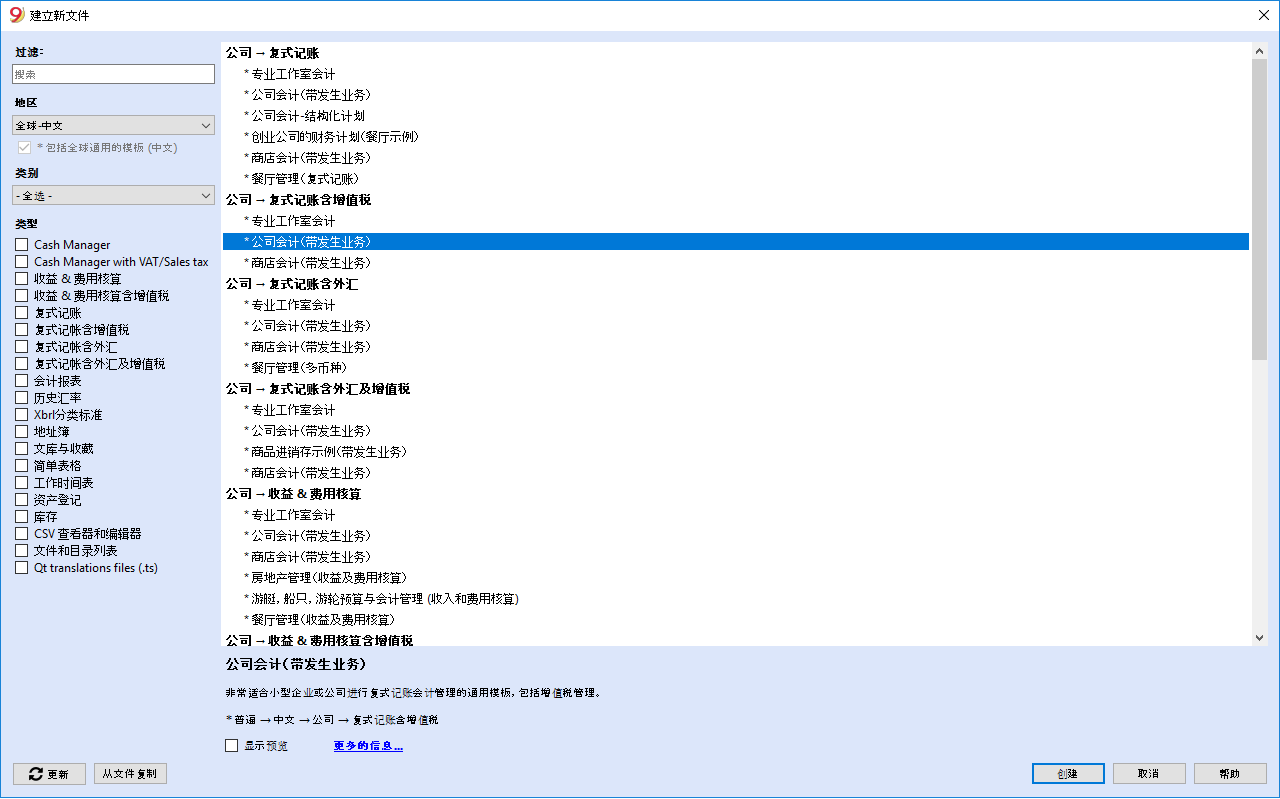 建立新文件
过滤:
搜索
地区
全球-中文
* 包括全球通用的模板 (中文)
类别
- 全选 -
类型
Cash Manager
Cash Manager with VAT/Sales tax
收益 & 费用核算
收益 & 费用核算含增值税
复式记账
复式记帐含增值税
复式记帐含外汇
复式记帐含外汇及增值税
会计报表
历史汇率
Xbrl分类标准
地址簿
文库与收藏
简单表格
工作时间表
资产登记
库存
CSV 查看器和编辑器
文件和目录列表
Qt translations files (.ts)
更新
从文件复制
公司 → 复式记账
* 专业工作室会计
* 公司会计(带发生业务)
* 公司会计-结构化计划
* 创业公司的财务计划(餐厅示例)
* 商店会计(带发生业务)
* 餐厅管理(复式记账)
公司 → 复式记账含增值税
* 专业工作室会计
* 公司会计(带发生业务)
* 商店会计(带发生业务)
公司 → 复式记账含外汇
* 专业工作室会计
* 公司会计(带发生业务)
* 商店会计(带发生业务)
* 餐厅管理(多币种)
公司 → 复式记账含外汇及增值税
* 专业工作室会计
* 公司会计(带发生业务)
* 商品进销存示例(带发生业务)
* 商店会计(带发生业务)
公司 → 收益 & 费用核算
* 专业工作室会计
* 公司会计(带发生业务)
* 商店会计(带发生业务)
* 房地产管理(收益及费用核算)
* 游艇, 船只, 游轮预算与会计管理 (收入和费用核算)
* 餐厅管理(收益及费用核算)
公司 → 收益 & 费用核算含增值税
公司会计(带发生业务)
非常适合小型企业或公司进行复式记账会计管理的通用模板, 包括增值税管理。
* 普遍 → 中文 → 公司 → 复式记账含增值税
显示预览
更多的信息...
创建
取消
帮助